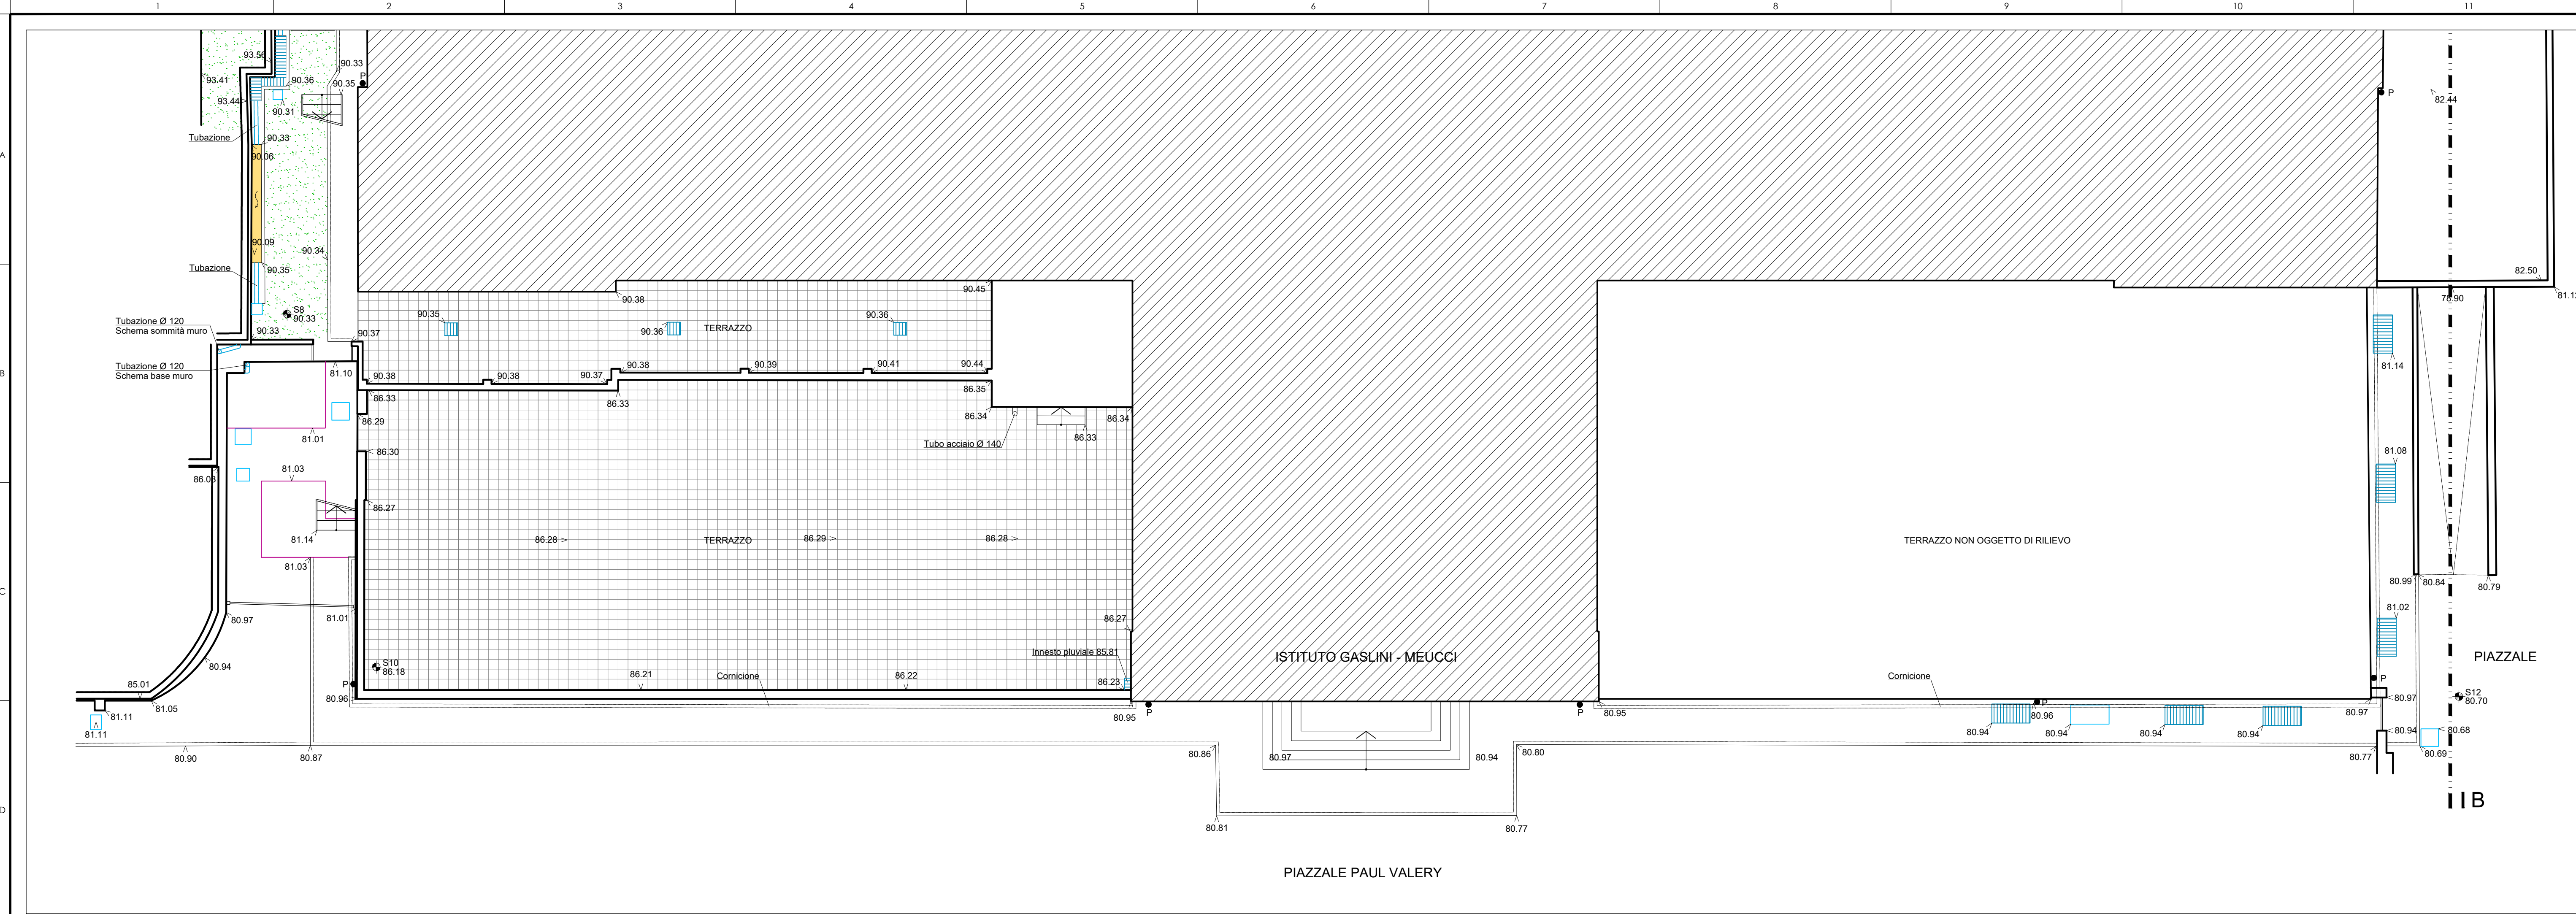 1 2 3 4 5 6 7 8 9 10 11
A
B
C
D
93.56
93.41
90.36
90.33
P
90.35
93.44
90.31
Tubazione
90.33
90.06
90.09
90.34
Tubazione
90.35
S8
90.33
Tubazione Ø 120
Schema sommità muro
90.33
90.37
Tubazione Ø 120
Schema base muro
81.10
90.38
90.45
90.35
90.36
TERRAZZO
90.36
90.38
90.38
90.37
90.38
90.39
90.41
90.44
86.33
86.29
86.33
86.35
86.34
86.34
86.33
Tubo acciaio Ø 140
81.01
86.30
81.03
86.27
81.14
81.03
86.28
TERRAZZO
86.29
86.28
80.97
81.01
86.27
80.94
S10
86.18
Innesto pluviale 85.81
86.21
Cornicione
86.22
86.23
85.01
P
80.96
81.05
81.11
81.11
80.90
80.87
80.95
P
P
80.95
ISTITUTO GASLINI - MEUCCI
80.86
80.97
80.94
80.80
80.81
80.77
PIAZZALE PAUL VALERY
TERRAZZO NON OGGETTO DI RILIEVO
Cornicione
P
80.96
80.94
80.94
80.94
80.94
80.97
80.97
80.94
80.77
P
82.44
82.50
78.90
81.14
81.08
80.99
80.84
80.79
81.02
PIAZZALE
P
S12
80.70
80.68
80.69
I B